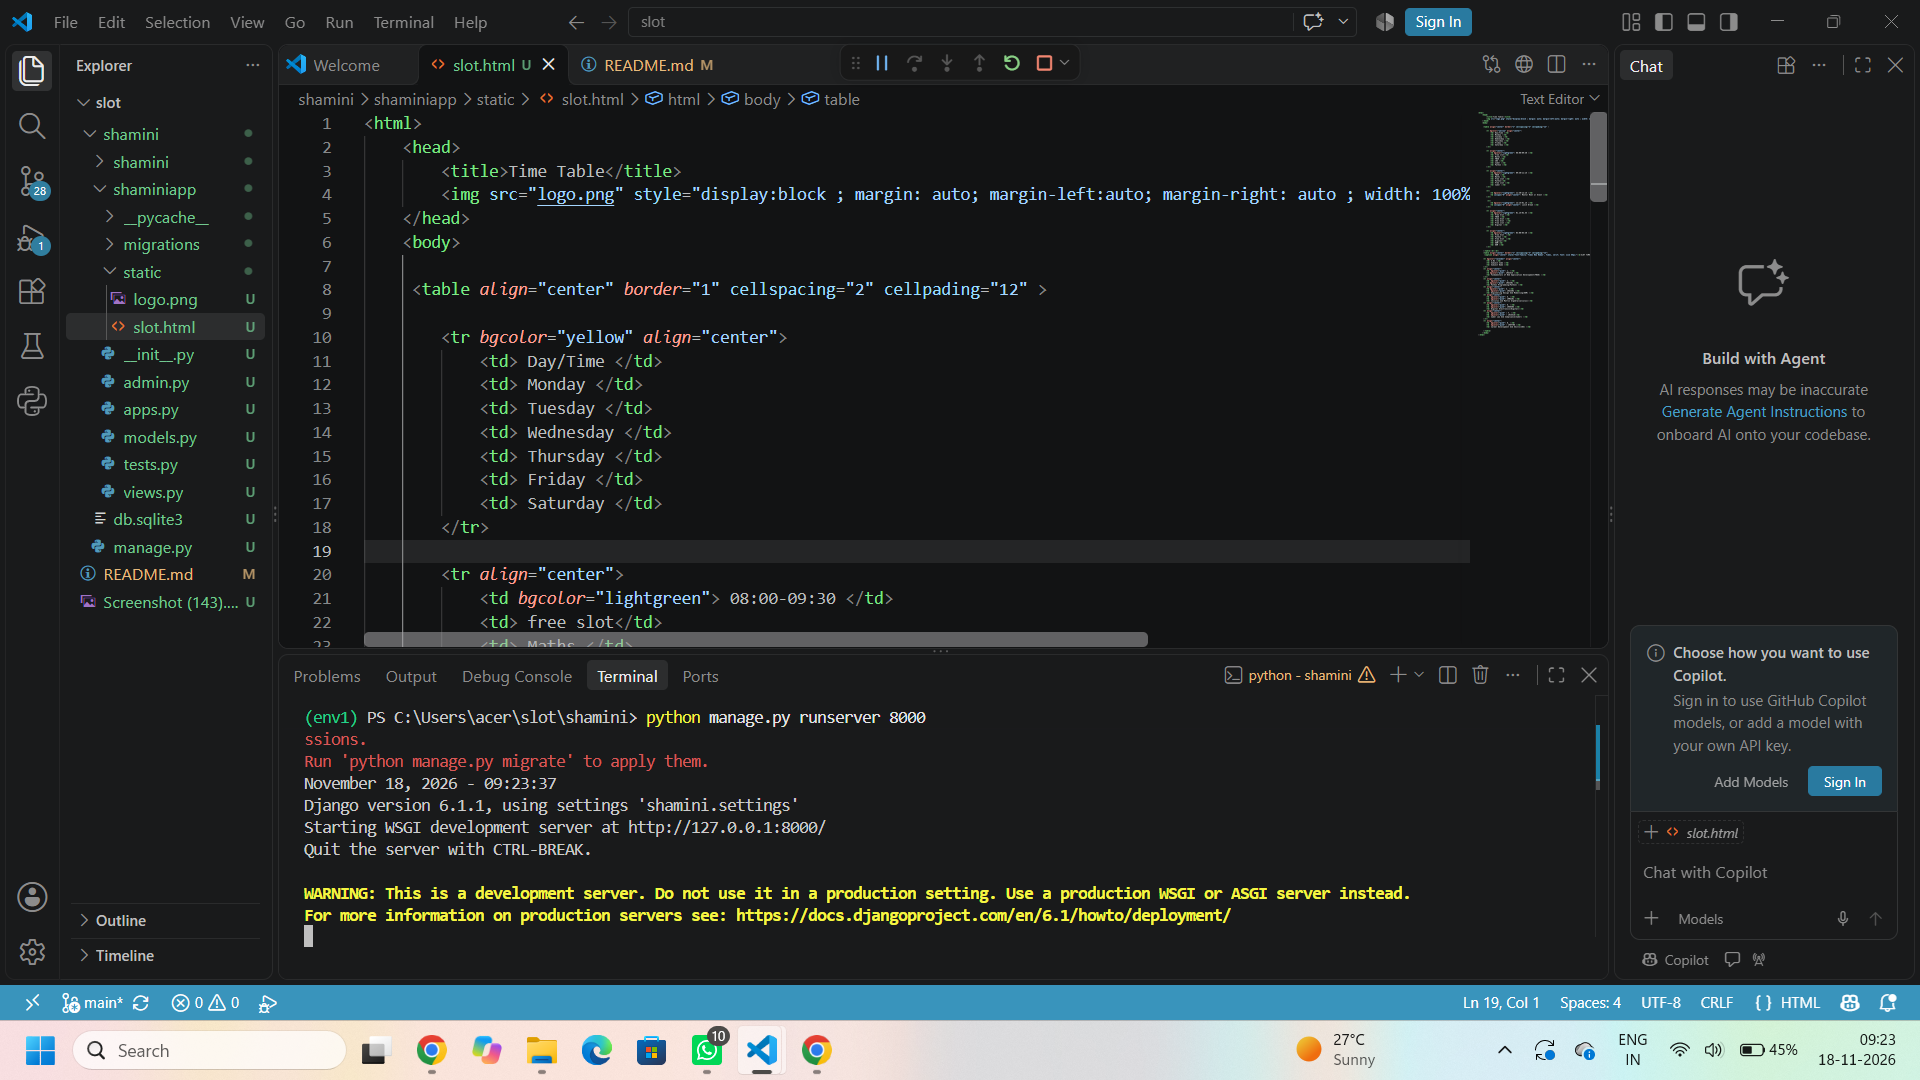 File Edit Selection View Go Run Terminal Help
slot
Sign In
Explorer
slot
shamini
shamini
shaminiapp
__pycache__
migrations
static
logo.png U
slot.html U
__init__.py U
admin.py U
apps.py U
models.py U
tests.py U
views.py U
db.sqlite3 U
manage.py U
README.md M
Screenshot (143).... U
Outline
Timeline
28
1
Welcome
slot.html U
README.md M
shamini > shaminiapp > static > slot.html > html > body > table
Text Editor
1 <html>
2 <head>
3 <title>Time Table</title>
4 <img src="logo.png" style="display:block ; margin: auto; margin-left:auto; margin-right: auto ; width: 100%
5 </head>
6 <body>
7
8 <table align="center" border="1" cellspacing="2" cellpading="12" >
9
10 <tr bgcolor="yellow" align="center">
11 <td> Day/Time </td>
12 <td> Monday </td>
13 <td> Tuesday </td>
14 <td> Wednesday </td>
15 <td> Thursday </td>
16 <td> Friday </td>
17 <td> Saturday </td>
18 </tr>
19
20 <tr align="center">
21 <td bgcolor="lightgreen"> 08:00-09:30 </td>
22 <td> free slot</td>
23 <td> Maths </td>
Problems Output Debug Console Terminal Ports
python - shamini
(env1) PS C:\Users\acer\slot\shamini> python manage.py runserver 8000
ssions.
Run 'python manage.py migrate' to apply them.
November 18, 2026 - 09:23:37
Django version 6.1.1, using settings 'shamini.settings'
Starting WSGI development server at http://127.0.0.1:8000/
Quit the server with CTRL-BREAK.
WARNING: This is a development server. Do not use it in a production setting. Use a production WSGI or ASGI server instead.
For more information on production servers see: https://docs.djangoproject.com/en/6.1/howto/deployment/
Chat
Build with Agent
AI responses may be inaccurate
Generate Agent Instructions to
onboard AI onto your codebase.
Choose how you want to use
Copilot.
Sign in to use GitHub Copilot
models, or add a model with
your own API key.
Add Models Sign In
slot.html
Chat with Copilot
Models
Copilot
main* 0 0
Ln 19, Col 1 Spaces: 4 UTF-8 CRLF {} HTML
Search
10
27°C
Sunny
ENG
IN
45%
09:23
18-11-2026